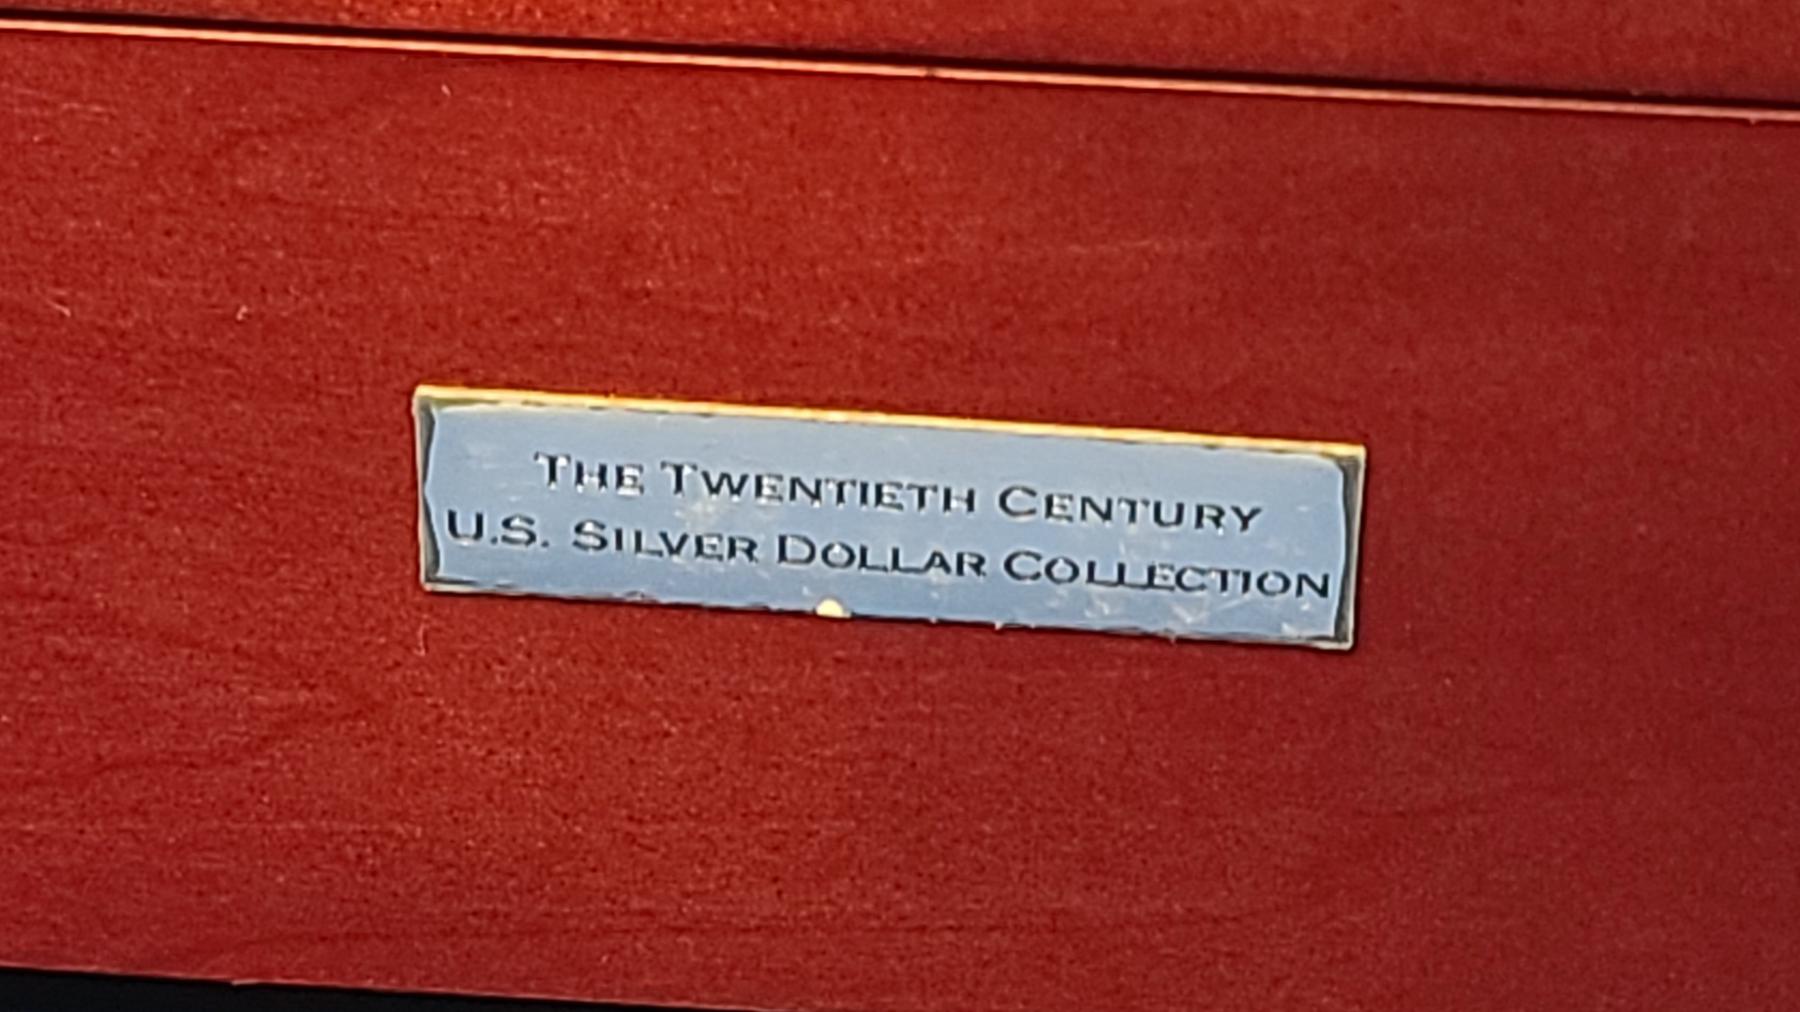 The Twentieth Century
U.S. Silver Dollar Collection